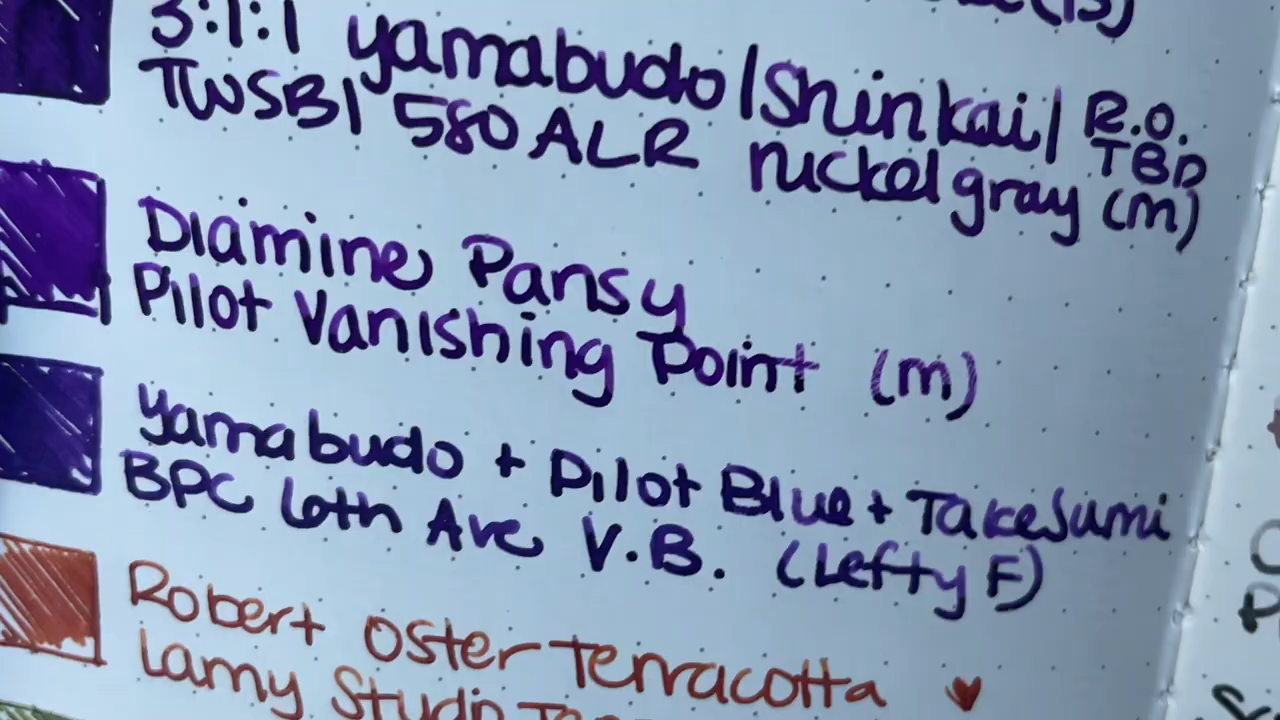 3:1:1 yamabudo/Shinkai/ R.O. TBD
TWSBI 580 ALR nickel gray (m)
Diamine Pansy
Pilot Vanishing Point (m)
yamabudo + Pilot Blue + Takesumi
BPC 6th Ave V.B. (Lefty F)
Robert Oster Terracotta ♥
Lamy Studio